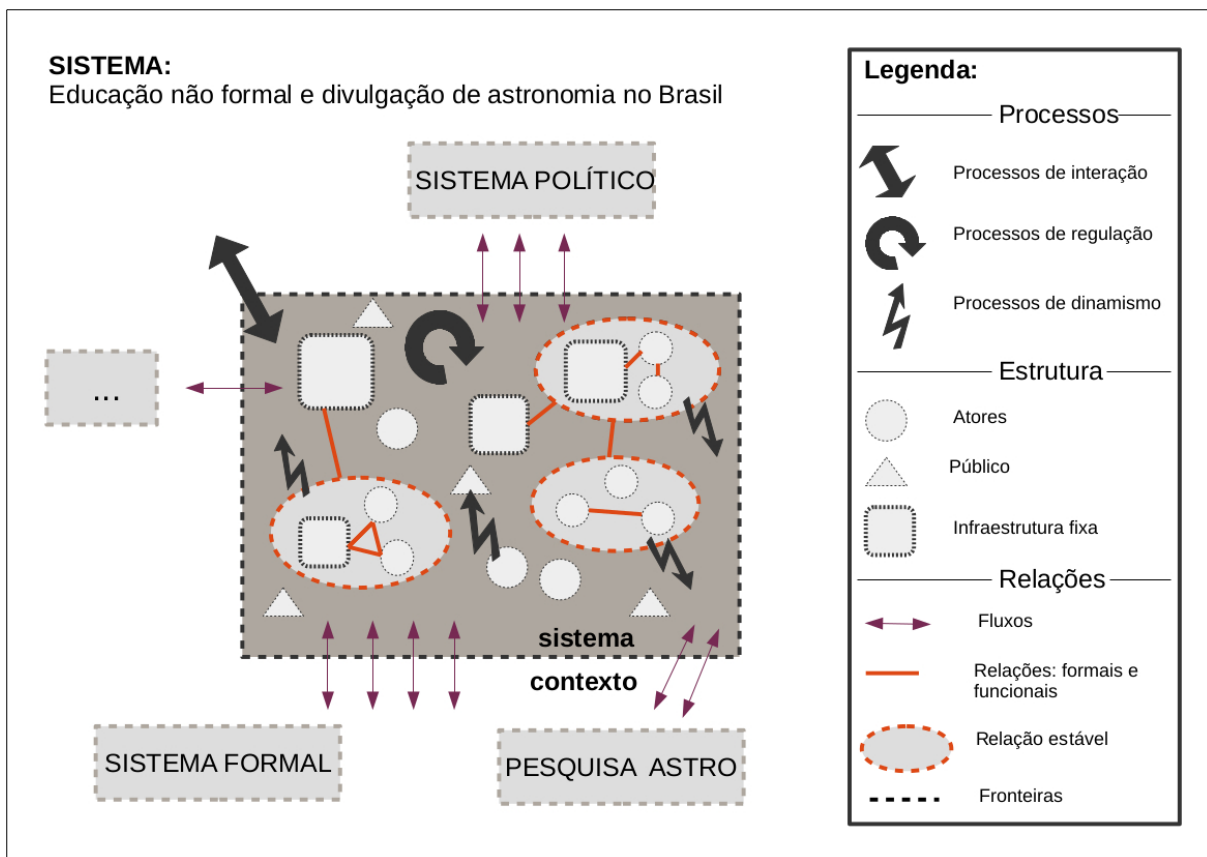 SISTEMA:
Educação não formal e divulgação de astronomia no Brasil
SISTEMA POLÍTICO
...
sistema
contexto
SISTEMA FORMAL
PESQUISA ASTRO
Legenda:
Processos
Processos de interação
Processos de regulação
Processos de dinamismo
Estrutura
Atores
Público
Infraestrutura fixa
Relações
Fluxos
Relações: formais e
funcionais
Relação estável
Fronteiras